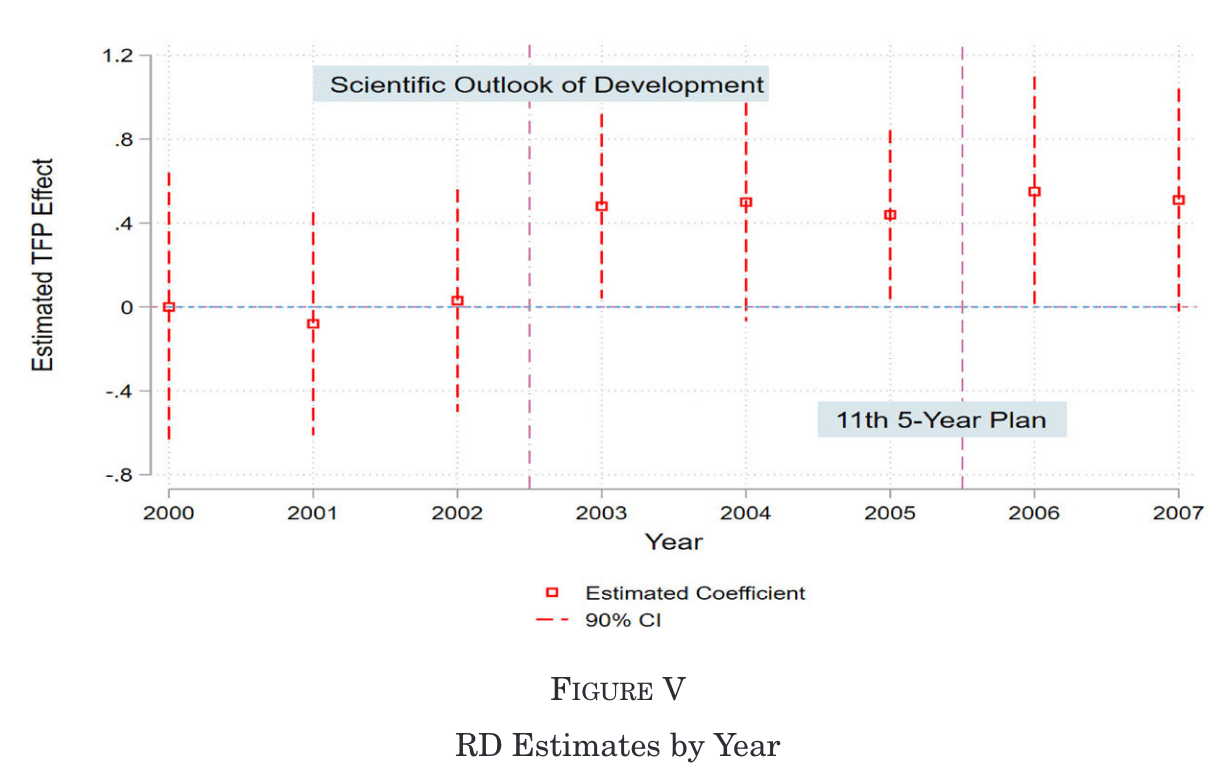 1.2
Scientific Outlook of Development
.8
.4
0
-.4
11th 5-Year Plan
-.8
Estimated TFP Effect
2000 2001 2002 2003 2004 2005 2006 2007
Year
Estimated Coefficient
90% CI
FIGURE V
RD Estimates by Year